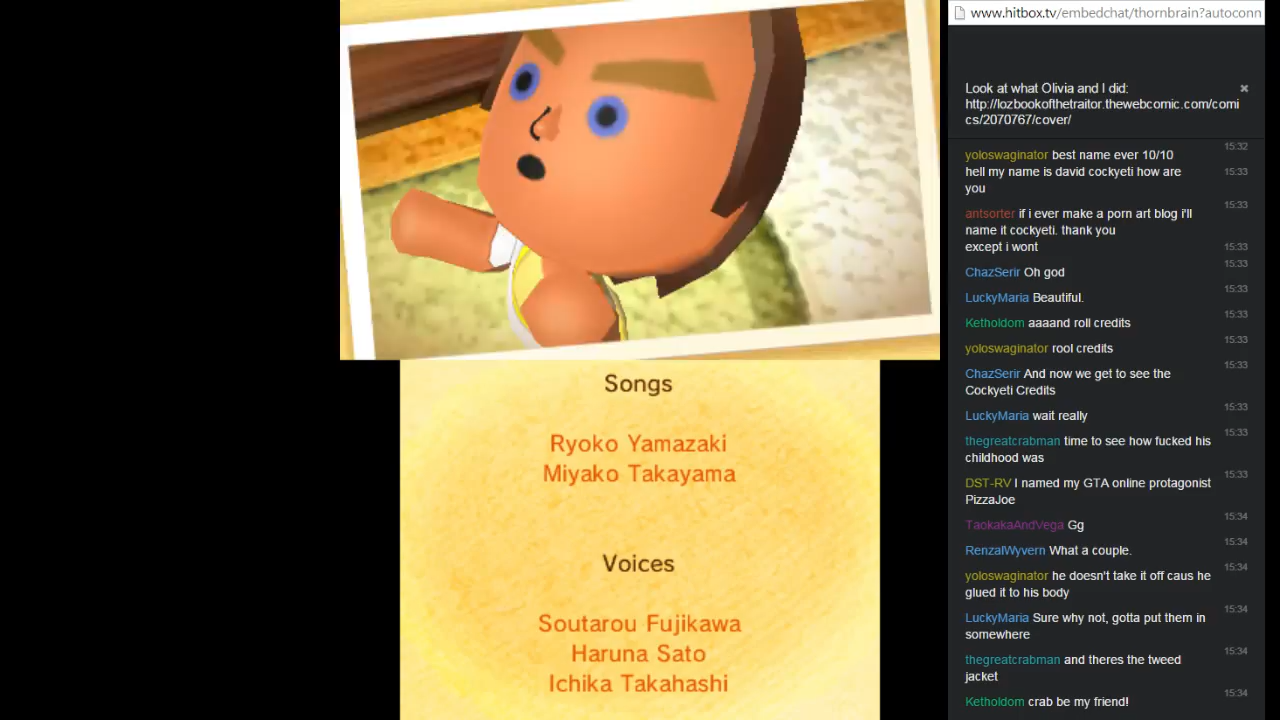 www.hitbox.tv/embedchat/thornbrain?autoconn
Look at what Olivia and I did:
http://lozbookofthetraitor.thewebcomic.com/comi
cs/2070767/cover/
15:32
yoloswaginator best name ever 10/10
hell my name is david cockyeti how are 15:33
you
15:33
antsorter if i ever make a porn art blog i'll
name it cockyeti. thank you
except i wont 15:33
15:33
ChazSerir Oh god
15:33
LuckyMaria Beautiful.
15:33
Ketholdom aaaand roll credits
15:33
yoloswaginator rool credits
15:33
ChazSerir And now we get to see the
Cockyeti Credits
15:33
LuckyMaria wait really
15:33
thegreatcrabman time to see how fucked his
childhood was
15:33
DST-RV I named my GTA online protagonist
PizzaJoe
15:34
TaokakaAndVega Gg
15:34
RenzalWyvern What a couple.
15:34
yoloswaginator he doesn't take it off caus he
glued it to his body
15:34
LuckyMaria Sure why not, gotta put them in
somewhere
15:34
thegreatcrabman and theres the tweed
jacket
15:34
Ketholdom crab be my friend!
Songs
Ryoko Yamazaki
Miyako Takayama
Voices
Soutarou Fujikawa
Haruna Sato
Ichika Takahashi